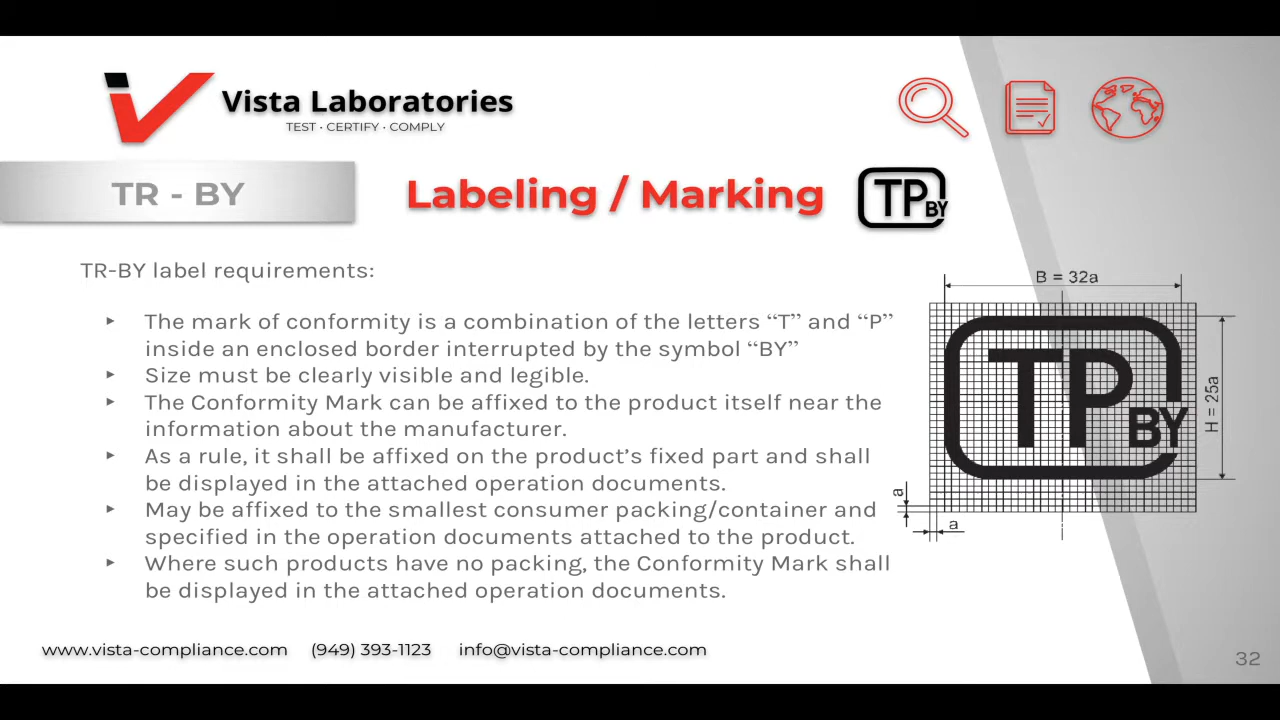 Vista Laboratories
TEST · CERTIFY · COMPLY
TR - BY
Labeling / Marking
TP BY
TR-BY label requirements:
▸ The mark of conformity is a combination of the letters “T” and “P”
inside an enclosed border interrupted by the symbol “BY”
▸ Size must be clearly visible and legible.
▸ The Conformity Mark can be affixed to the product itself near the
information about the manufacturer.
▸ As a rule, it shall be affixed on the product’s fixed part and shall
be displayed in the attached operation documents.
▸ May be affixed to the smallest consumer packing/container and
specified in the operation documents attached to the product.
▸ Where such products have no packing, the Conformity Mark shall
be displayed in the attached operation documents.
B = 32a
TP BY
H = 25a
a
a
www.vista-compliance.com (949) 393-1123 info@vista-compliance.com
32